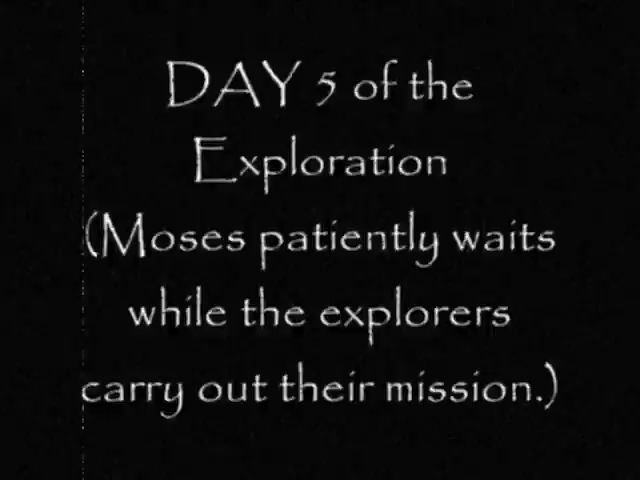 DAY 5 of the
Exploration
(Moses patiently waits
while the explorers
carry out their mission.)